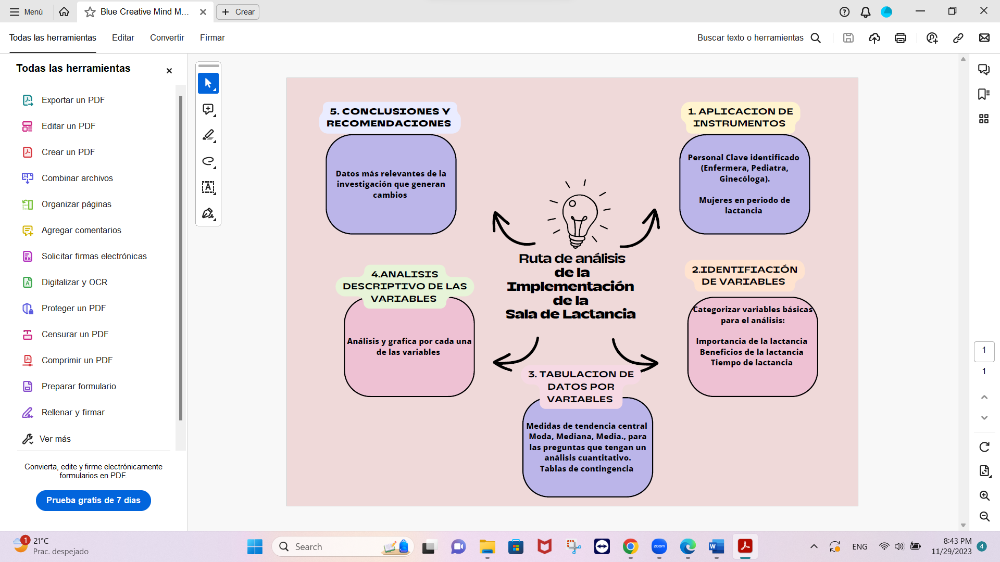 Menú
Blue Creative Mind M...
Crear
Todas las herramientas
Editar
Convertir
Firmar
Buscar texto o herramientas
Todas las herramientas
Exportar un PDF
Editar un PDF
Crear un PDF
Combinar archivos
Organizar páginas
Agregar comentarios
Solicitar firmas electrónicas
Digitalizar y OCR
Proteger un PDF
Censurar un PDF
Comprimir un PDF
Preparar formulario
Rellenar y firmar
Ver más
Convierta, edite y firme electrónicamente
formularios en PDF.
Prueba gratis de 7 días
5. CONCLUSIONES Y
RECOMENDACIONES
Datos más relevantes de la
investigación que generan
cambios
1. APLICACION DE
INSTRUMENTOS
Personal Clave identificado
(Enfermera, Pediatra,
Ginecóloga).
Mujeres en periodo de
lactancia
Ruta de análisis
de la
Implementación
de la
Sala de Lactancia
4.ANALISIS
DESCRIPTIVO DE LAS
VARIABLES
Análisis y grafica por cada una
de las variables
2.IDENTIFIACIÓN
DE VARIABLES
Categorizar variables básicas
para el análisis:
Importancia de la lactancia
Beneficios de la lactancia
Tiempo de lactancia
3. TABULACION DE
DATOS POR
VARIABLES
Medidas de tendencia central
Moda, Mediana, Media., para
las preguntas que tengan un
análisis cuantitativo.
Tablas de contingencia
1
1
1
21°C
Prac. despejado
Search
zoom
W
ENG
8:43 PM
11/29/2023
4